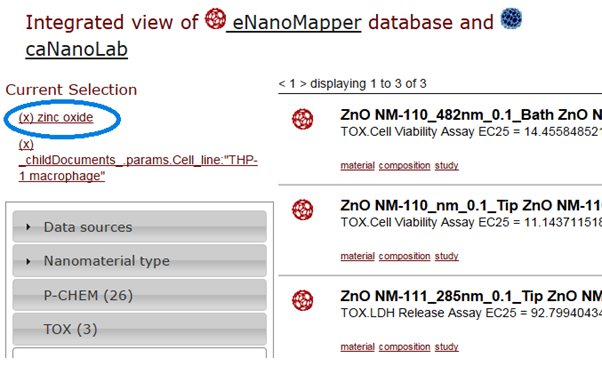 Integrated view of eNanoMapper database and
caNanoLab
Current Selection
(x) zinc oxide
(x)
_childDocuments_.params.Cell_line:"THP-
1 macrophage"
Data sources
Nanomaterial type
P-CHEM (26)
TOX (3)
< 1 > displaying 1 to 3 of 3
ZnO NM-110_482nm_0.1_Bath ZnO N
TOX.Cell Viability Assay EC25 = 14.455848521
material composition study
ZnO NM-110_nm_0.1_Tip ZnO NM-110
TOX.Cell Viability Assay EC25 = 11.143711518
material composition study
ZnO NM-111_285nm_0.1_Tip ZnO NM
TOX.LDH Release Assay EC25 = 92.79940434
material composition study